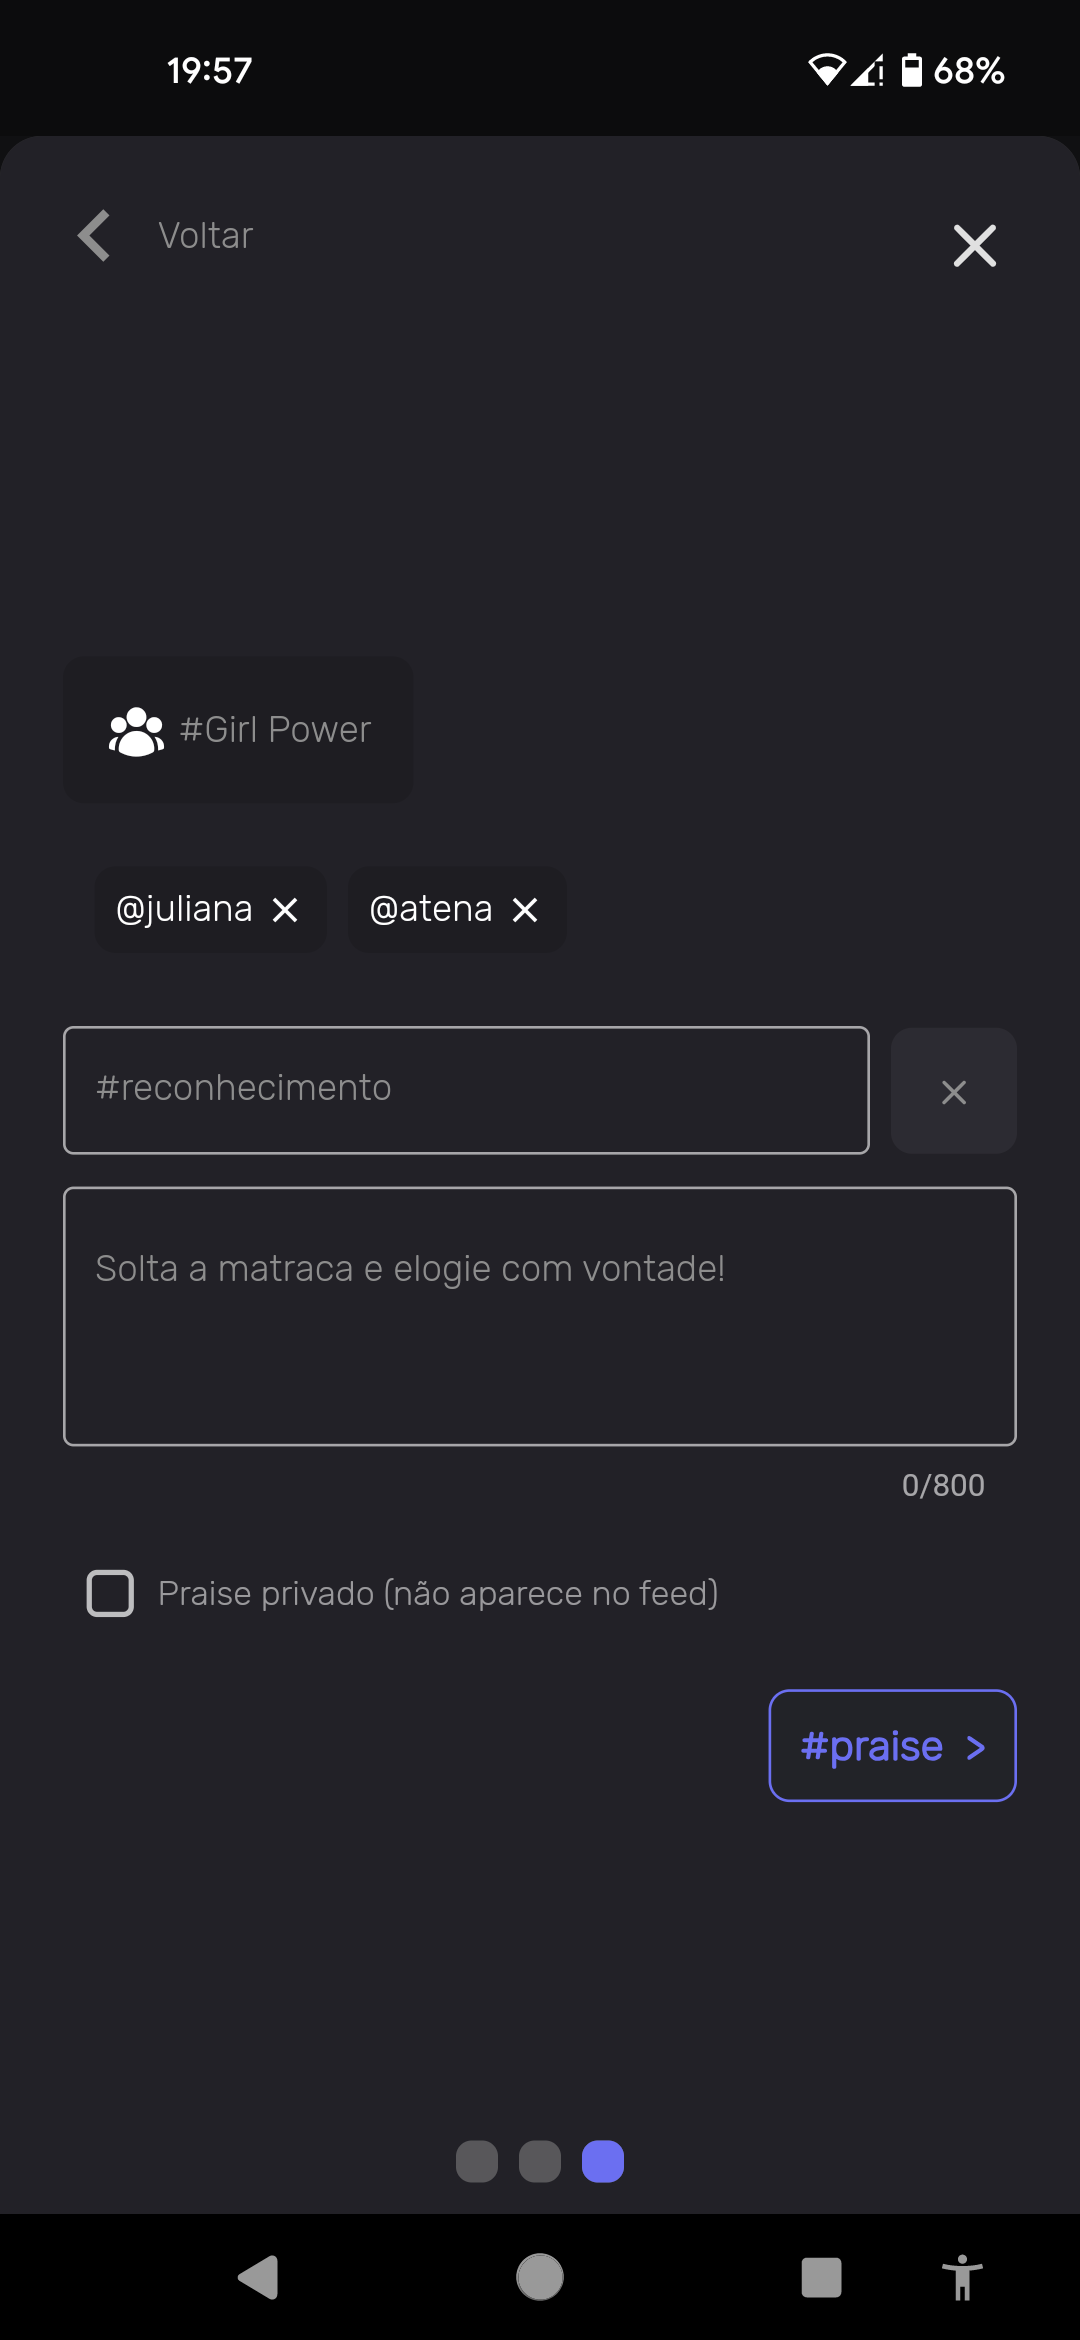 19:57
68%
Voltar
#Girl Power
@juliana
@atena
#reconhecimento
Solta a matraca e elogie com vontade!
0/800
Praise privado (não aparece no feed)
#praise >